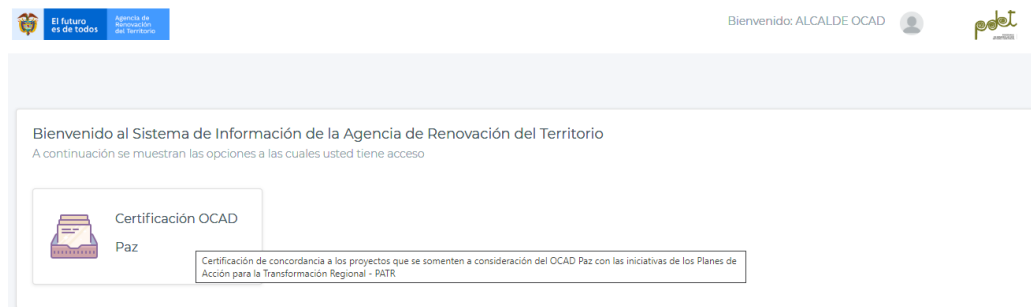 El futuro
es de todos
Agencia de
Renovación
del Territorio
Bienvenido: ALCALDE OCAD
pdet
Bienvenido al Sistema de Información de la Agencia de Renovación del Territorio
A continuación se muestran las opciones a las cuales usted tiene acceso
Certificación OCAD
Paz
Certificación de concordancia a los proyectos que se somenten a consideración del OCAD Paz con las iniciativas de los Planes de
Acción para la Transformación Regional - PATR